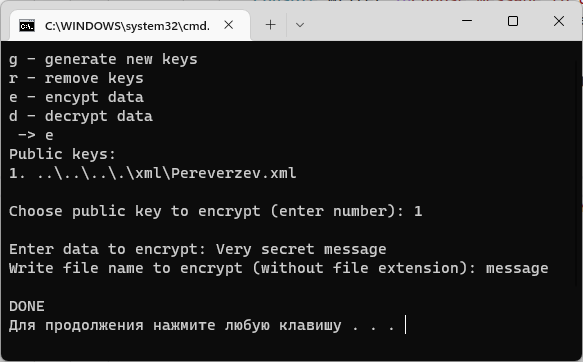 C:\WINDOWS\system32\cmd.
g - generate new keys
r - remove keys
e - encypt data
d - decrypt data
-> e
Public keys:
1. ..\..\..\.\xml\Pereverzev.xml
Choose public key to encrypt (enter number): 1
Enter data to encrypt: Very secret message
Write file name to encrypt (without file extension): message
DONE
Для продолжения нажмите любую клавишу . . .